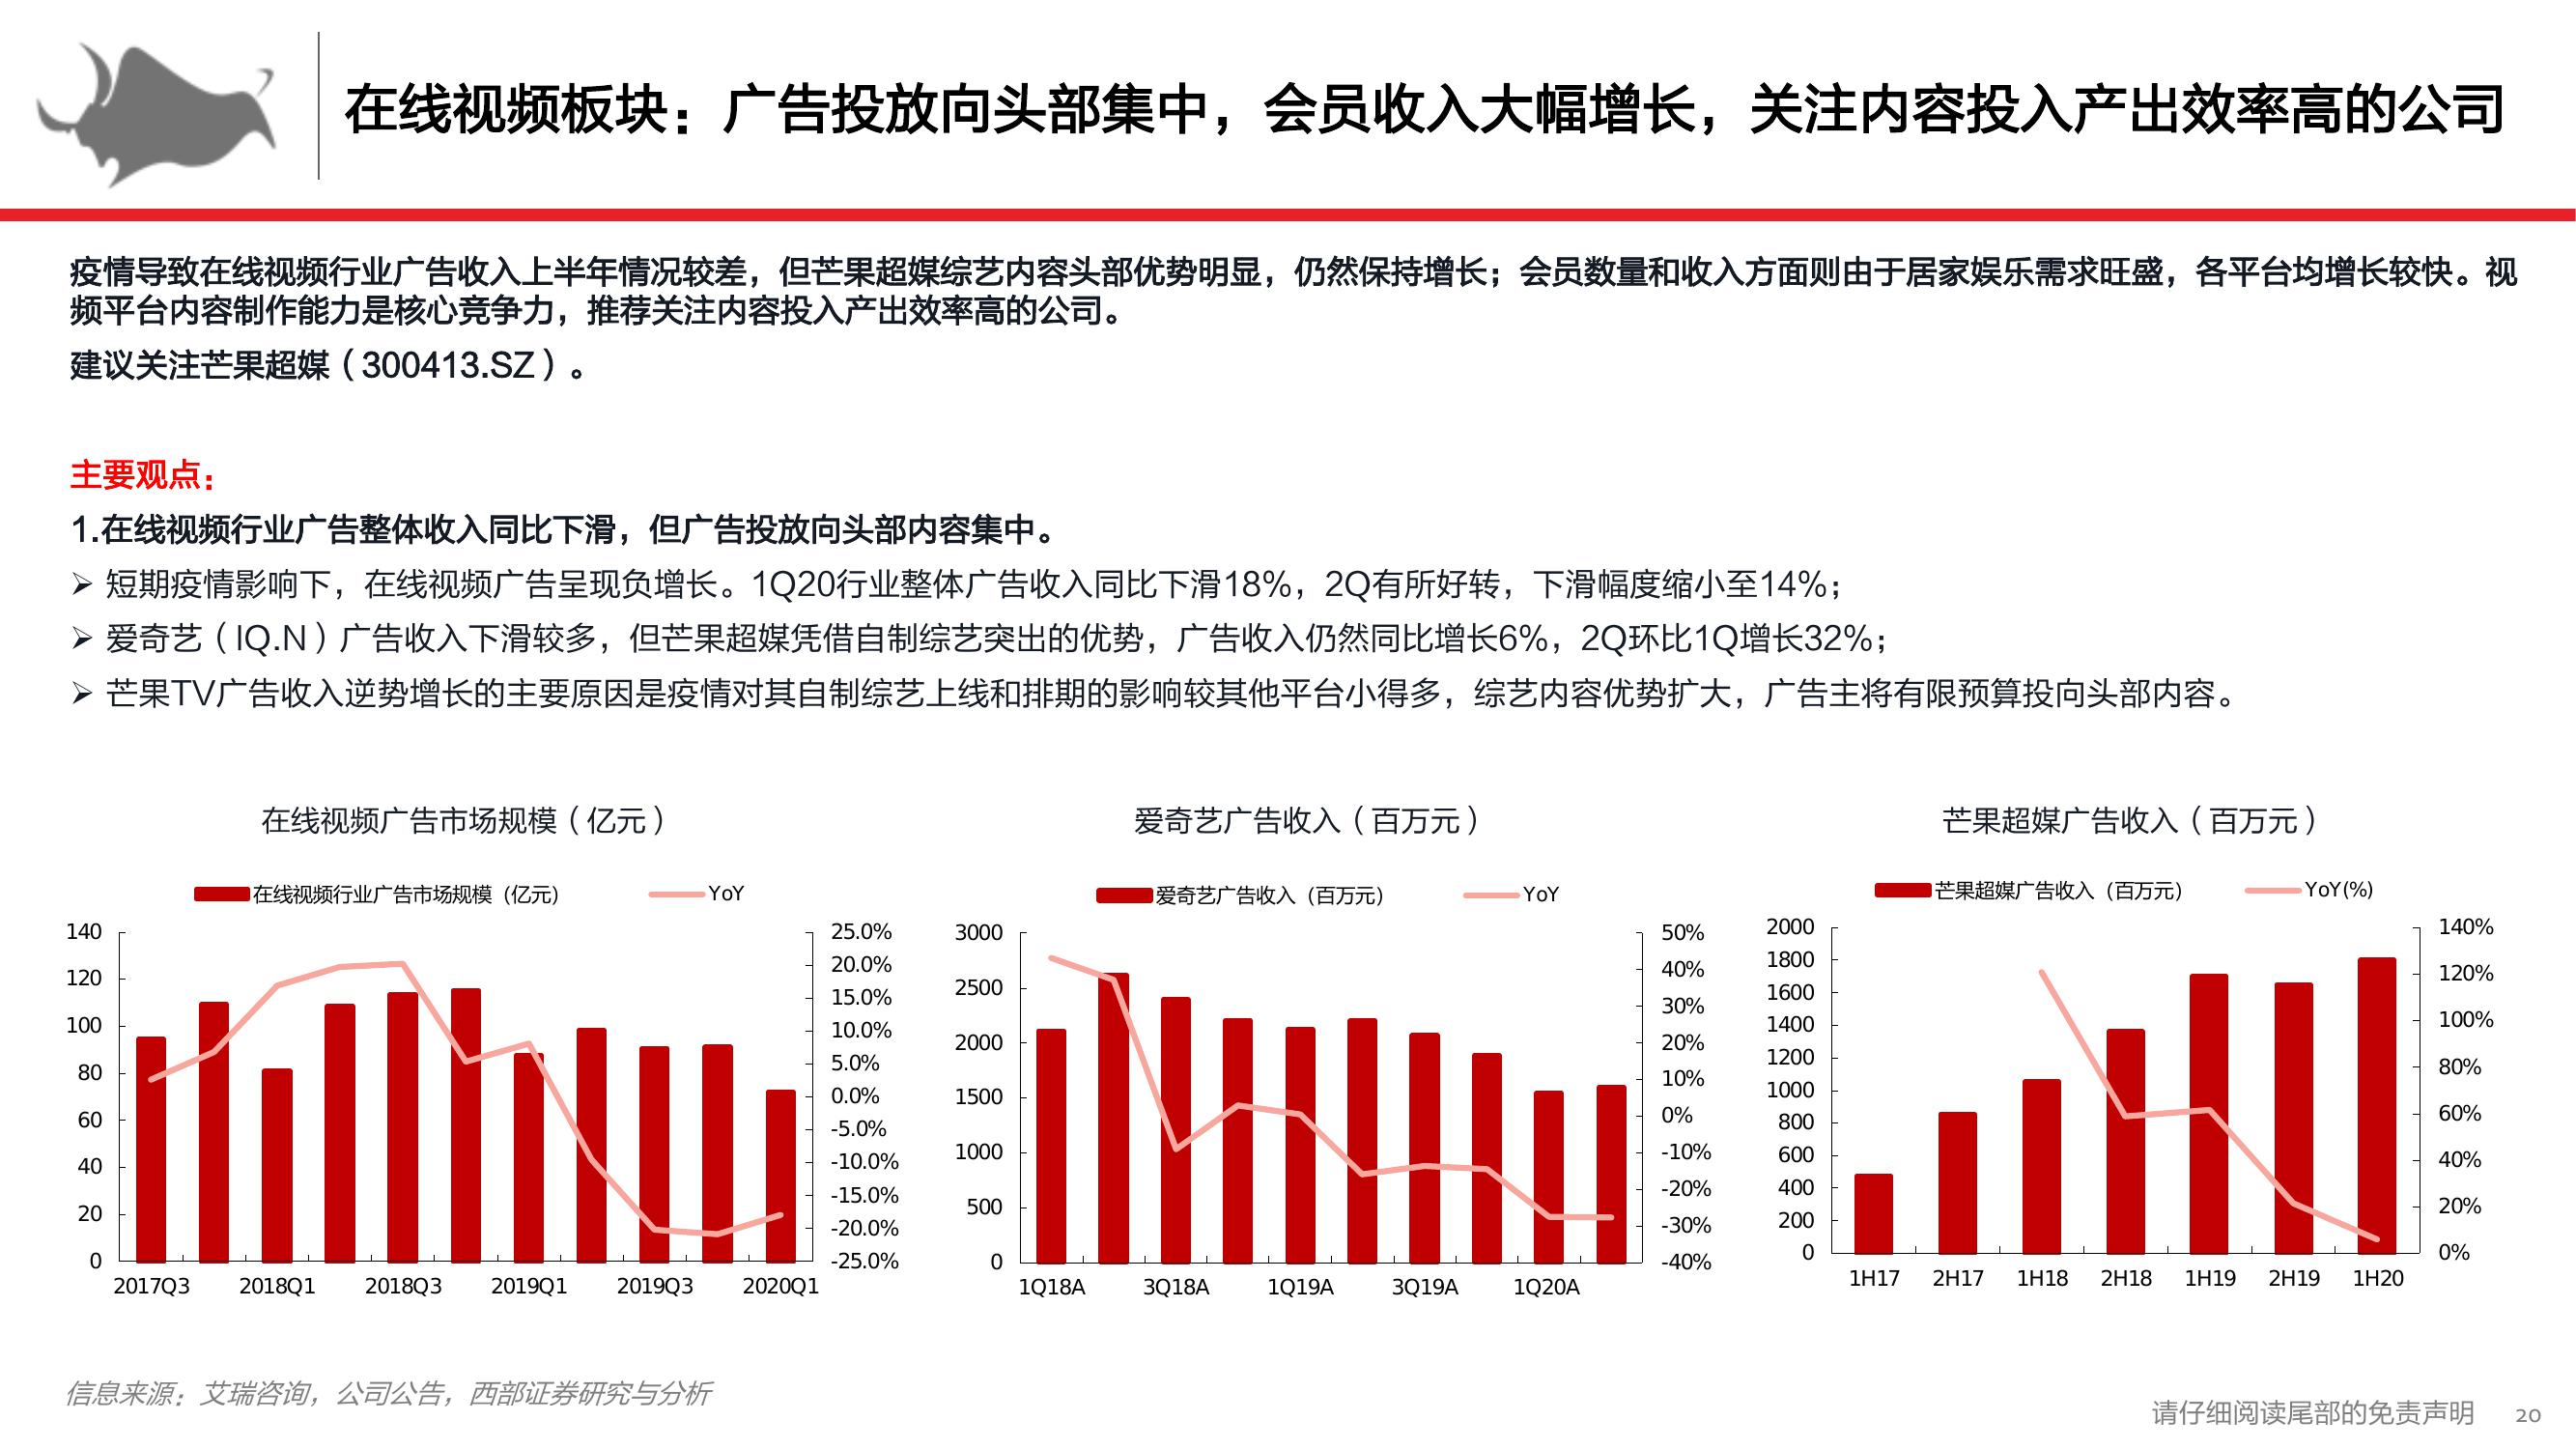 在线视频板块：广告投放向头部集中，会员收入大幅增长，关注内容投入产出效率高的公司
疫情导致在线视频行业广告收入上半年情况较差，但芒果超媒综艺内容头部优势明显，仍然保持增长；会员数量和收入方面则由于居家娱乐需求旺盛，各平台均增长较快。视
频平台内容制作能力是核心竞争力，推荐关注内容投入产出效率高的公司。
建议关注芒果超媒（300413.SZ）。
主要观点：
1.在线视频行业广告整体收入同比下滑，但广告投放向头部内容集中。
➢ 短期疫情影响下，在线视频广告呈现负增长。1Q20行业整体广告收入同比下滑18%，2Q有所好转，下滑幅度缩小至14%；
➢ 爱奇艺（IQ.N）广告收入下滑较多，但芒果超媒凭借自制综艺突出的优势，广告收入仍然同比增长6%，2Q环比1Q增长32%；
➢ 芒果TV广告收入逆势增长的主要原因是疫情对其自制综艺上线和排期的影响较其他平台小得多，综艺内容优势扩大，广告主将有限预算投向头部内容。
在线视频广告市场规模（亿元）
在线视频行业广告市场规模（亿元） YoY
140
120
100
80
60
40
20
0
25.0%
20.0%
15.0%
10.0%
5.0%
0.0%
-5.0%
-10.0%
-15.0%
-20.0%
-25.0%
2017Q3 2018Q1 2018Q3 2019Q1 2019Q3 2020Q1
爱奇艺广告收入（百万元）
爱奇艺广告收入（百万元） YoY
3000
2500
2000
1500
1000
500
0
50%
40%
30%
20%
10%
0%
-10%
-20%
-30%
-40%
1Q18A 3Q18A 1Q19A 3Q19A 1Q20A
芒果超媒广告收入（百万元）
芒果超媒广告收入（百万元） YoY(%)
2000
1800
1600
1400
1200
1000
800
600
400
200
0
140%
120%
100%
80%
60%
40%
20%
0%
1H17 2H17 1H18 2H18 1H19 2H19 1H20
信息来源：艾瑞咨询，公司公告，西部证券研究与分析
请仔细阅读尾部的免责声明 20